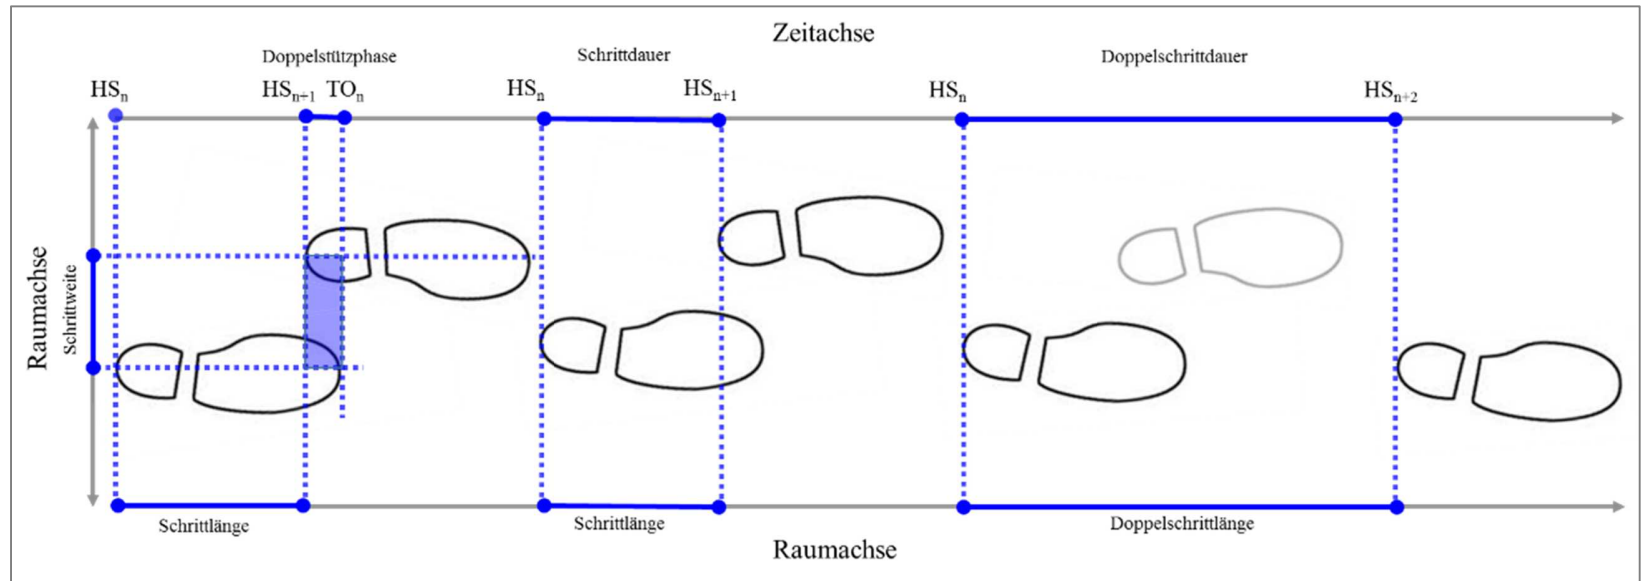 Zeitachse
Doppelstützphase Schrittdauer Doppelschrittdauer
HSn HSn+1 TOn HSn HSn+1 HSn HSn+2
Raumachse
Schrittweite
Schrittlänge Schrittlänge Doppelschrittlänge
Raumachse